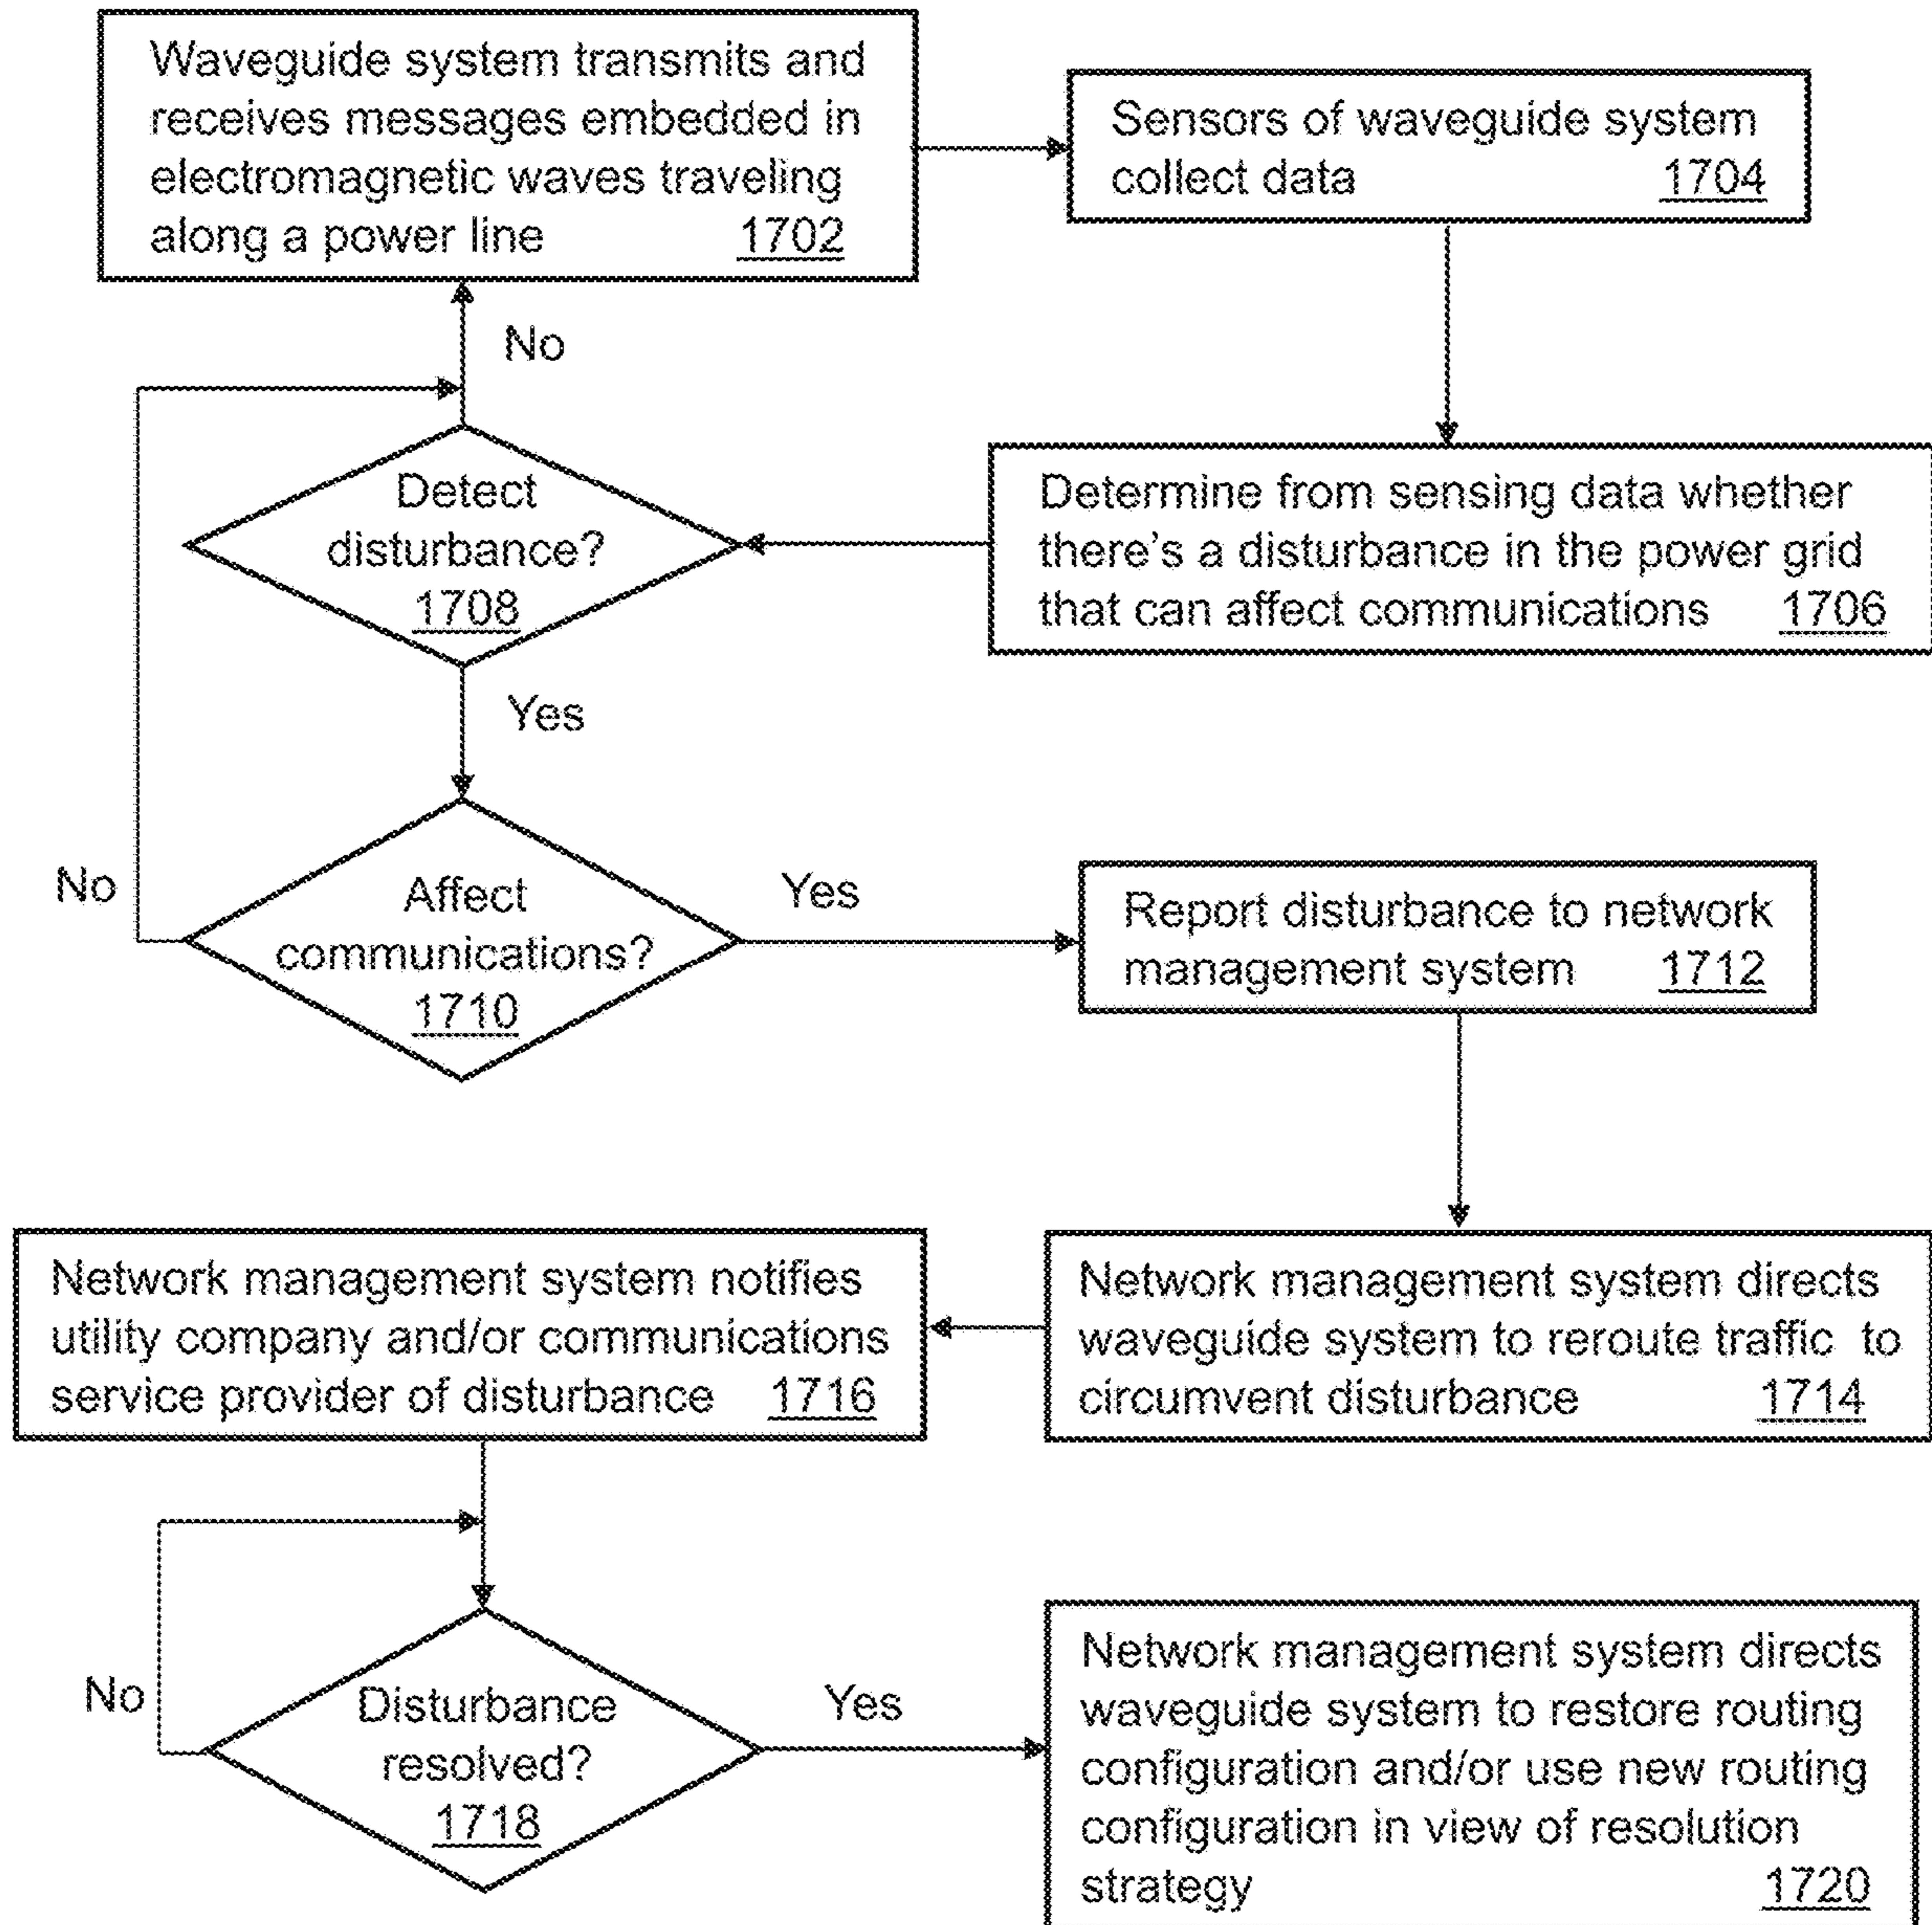 Waveguide system transmits and
receives messages embedded in
electromagnetic waves traveling
along a power line 1702
Sensors of waveguide system
collect data 1704
No
Detect
disturbance?
1708
Determine from sensing data whether
there's a disturbance in the power grid
that can affect communications 1706
Yes
No
Affect
communications?
1710
Yes
Report disturbance to network
management system 1712
Network management system notifies
utility company and/or communications
service provider of disturbance 1716
Network management system directs
waveguide system to reroute traffic to
circumvent disturbance 1714
No
Disturbance
resolved?
1718
Yes
Network management system directs
waveguide system to restore routing
configuration and/or use new routing
configuration in view of resolution
strategy 1720